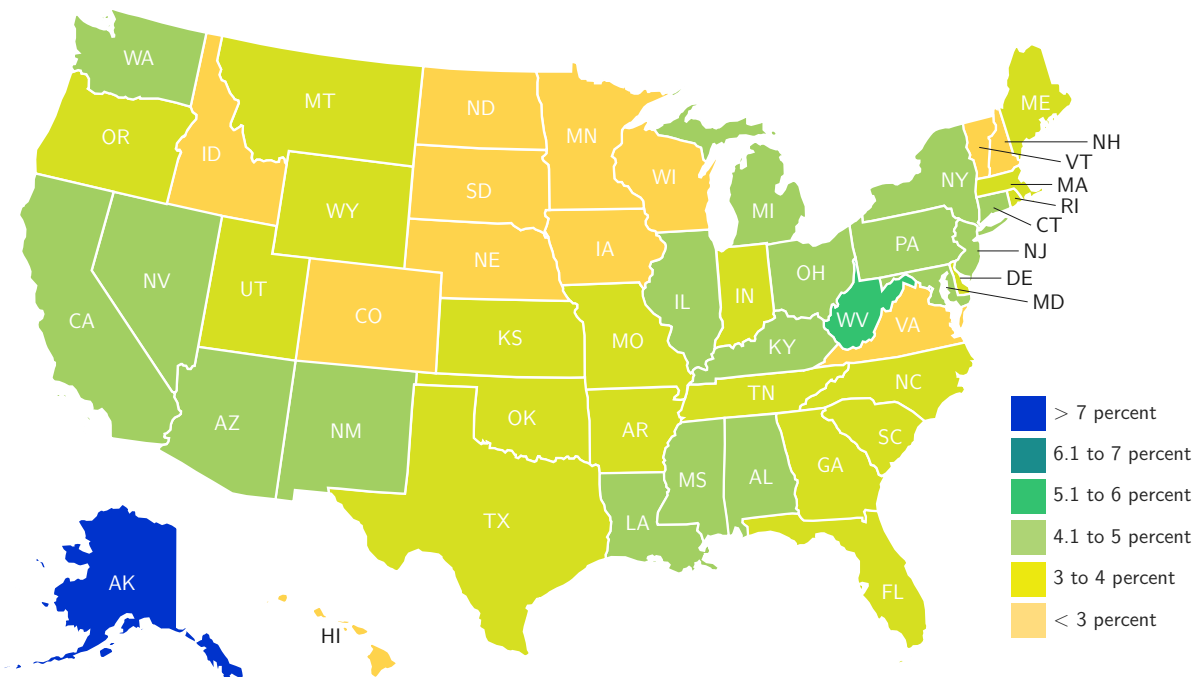 WA
MT
ND
MN
ME
OR
ID
NH
VT
WI
NY
MA
SD
RI
WY
MI
CT
PA
IA
NJ
NE
OH
NV
DE
UT
IN
IL
MD
CO
WV
CA
VA
KS
MO
KY
NC
TN
OK
AZ
NM
AR
SC
> 7 percent
6.1 to 7 percent
GA
AL
MS
5.1 to 6 percent
TX
LA
4.1 to 5 percent
3 to 4 percent
AK
FL
< 3 percent
HI